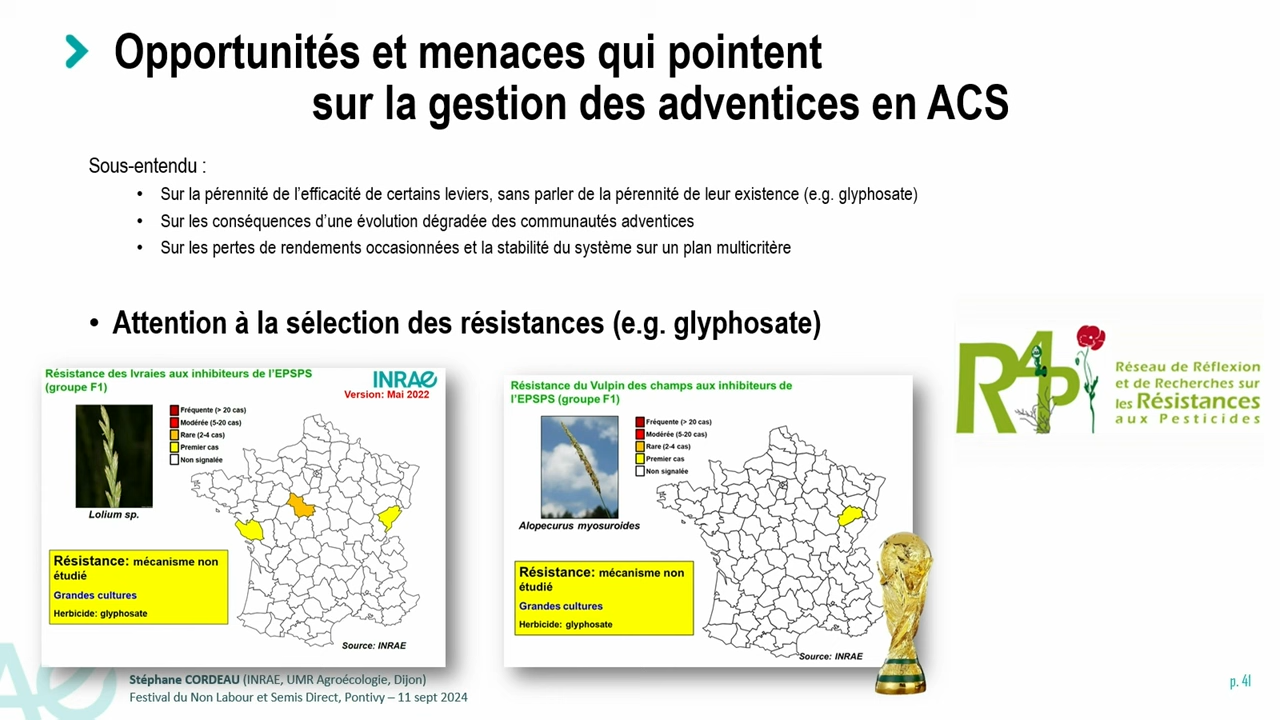 Opportunités et menaces qui pointent
sur la gestion des adventices en ACS
Sous-entendu :
• Sur la pérennité de l'efficacité de certains leviers, sans parler de la pérennité de leur existence (e.g. glyphosate)
• Sur les conséquences d'une évolution dégradée des communautés adventices
• Sur les pertes de rendements occasionnées et la stabilité du système sur un plan multicritère
• Attention à la sélection des résistances (e.g. glyphosate)
Résistance des Ivraies aux inhibiteurs de l'EPSPS
(groupe F1)
INRAE
Version: Mai 2022
Fréquente (> 20 cas)
Modérée (5-20 cas)
Rare (2-4 cas)
Premier cas
Non signalée
Lolium sp.
Résistance: mécanisme non
étudié
Grandes cultures
Herbicide: glyphosate
Source: INRAE
Résistance du Vulpin des champs aux inhibiteurs de
l'EPSPS (groupe F1)
Fréquente (> 20 cas)
Modérée (5-20 cas)
Rare (2-4 cas)
Premier cas
Non signalée
Alopecurus myosuroides
Résistance: mécanisme non
étudié
Grandes cultures
Herbicide: glyphosate
Source: INRAE
R4P
Réseau de Réflexion
et de Recherches sur
les Résistances
aux Pesticides
Stéphane CORDEAU (INRAE, UMR Agroécologie, Dijon)
Festival du Non Labour et Semis Direct, Pontivy – 11 sept 2024
p. 41